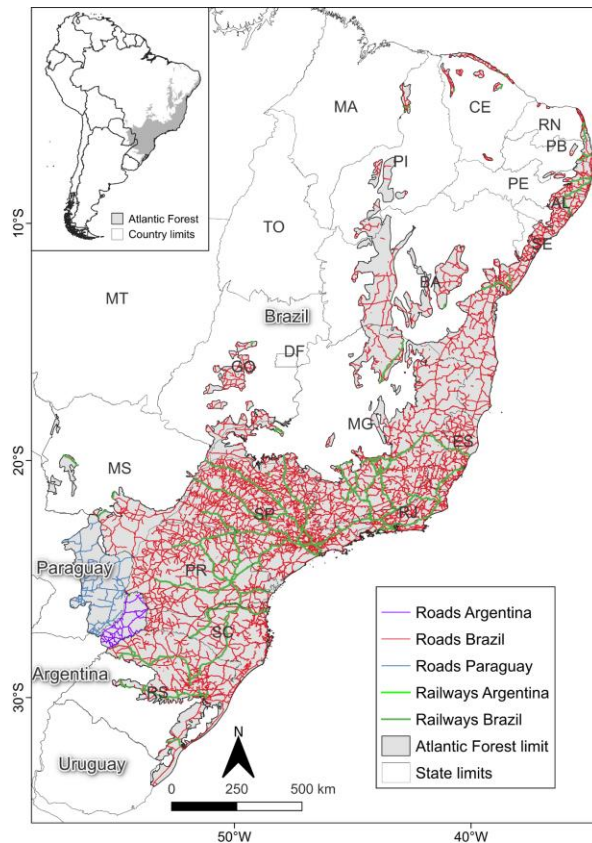 Atlantic Forest
Country limits
MA
CE
RN
PB
PI
PE
AL
10°S
TO
SE
BA
MT
Brazil
DF
GO
MG
ES
20°S
MS
SP
RJ
Paraguay
PR
SC
Argentina
RS
30°S
Uruguay
N
0 250 500 km
Roads Argentina
Roads Brazil
Roads Paraguay
Railways Argentina
Railways Brazil
Atlantic Forest limit
State limits
50°W 40°W